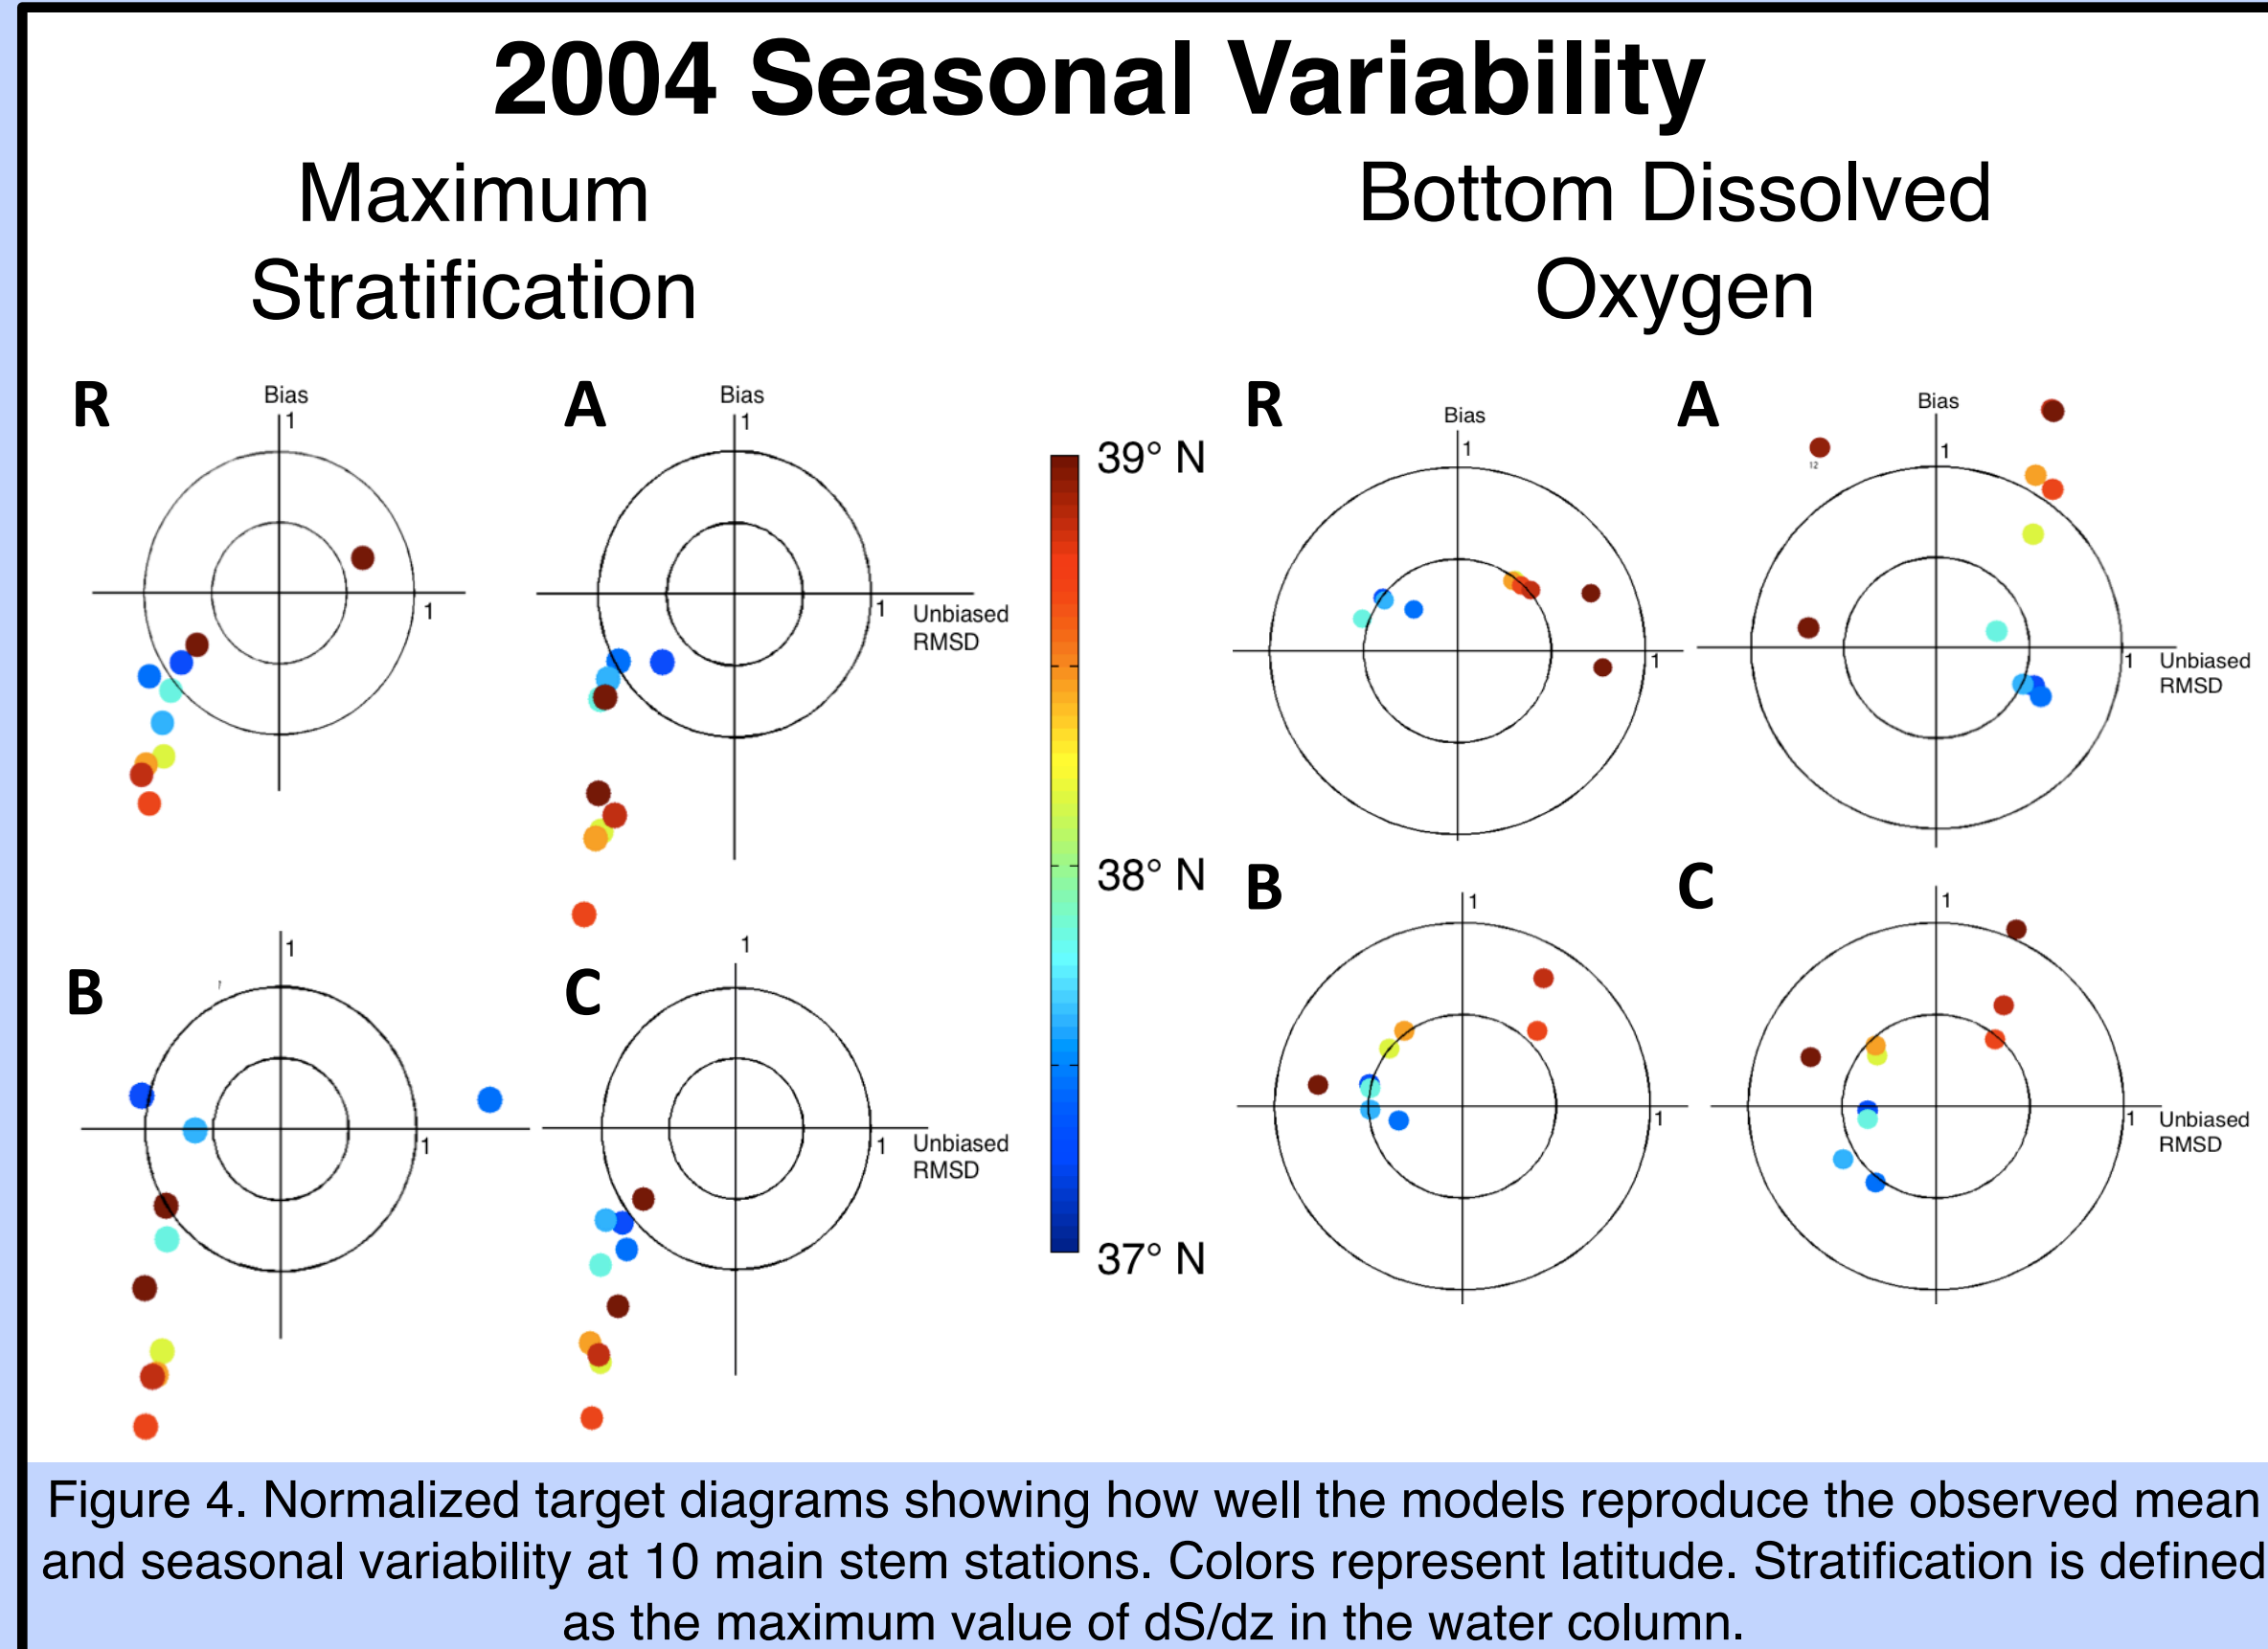 2004 Seasonal Variability
Maximum
Stratification
Bottom Dissolved
Oxygen
R
Bias
1
1
A
Bias
1
1
Unbiased
RMSD
39° N
38° N
37° N
R
Bias
1
1
A
Bias
1
12
1
Unbiased
RMSD
B
1
1
C
1
1
Unbiased
RMSD
B
1
1
C
1
1
Unbiased
RMSD
Figure 4. Normalized target diagrams showing how well the models reproduce the observed mean
and seasonal variability at 10 main stem stations. Colors represent latitude. Stratification is defined
as the maximum value of dS/dz in the water column.